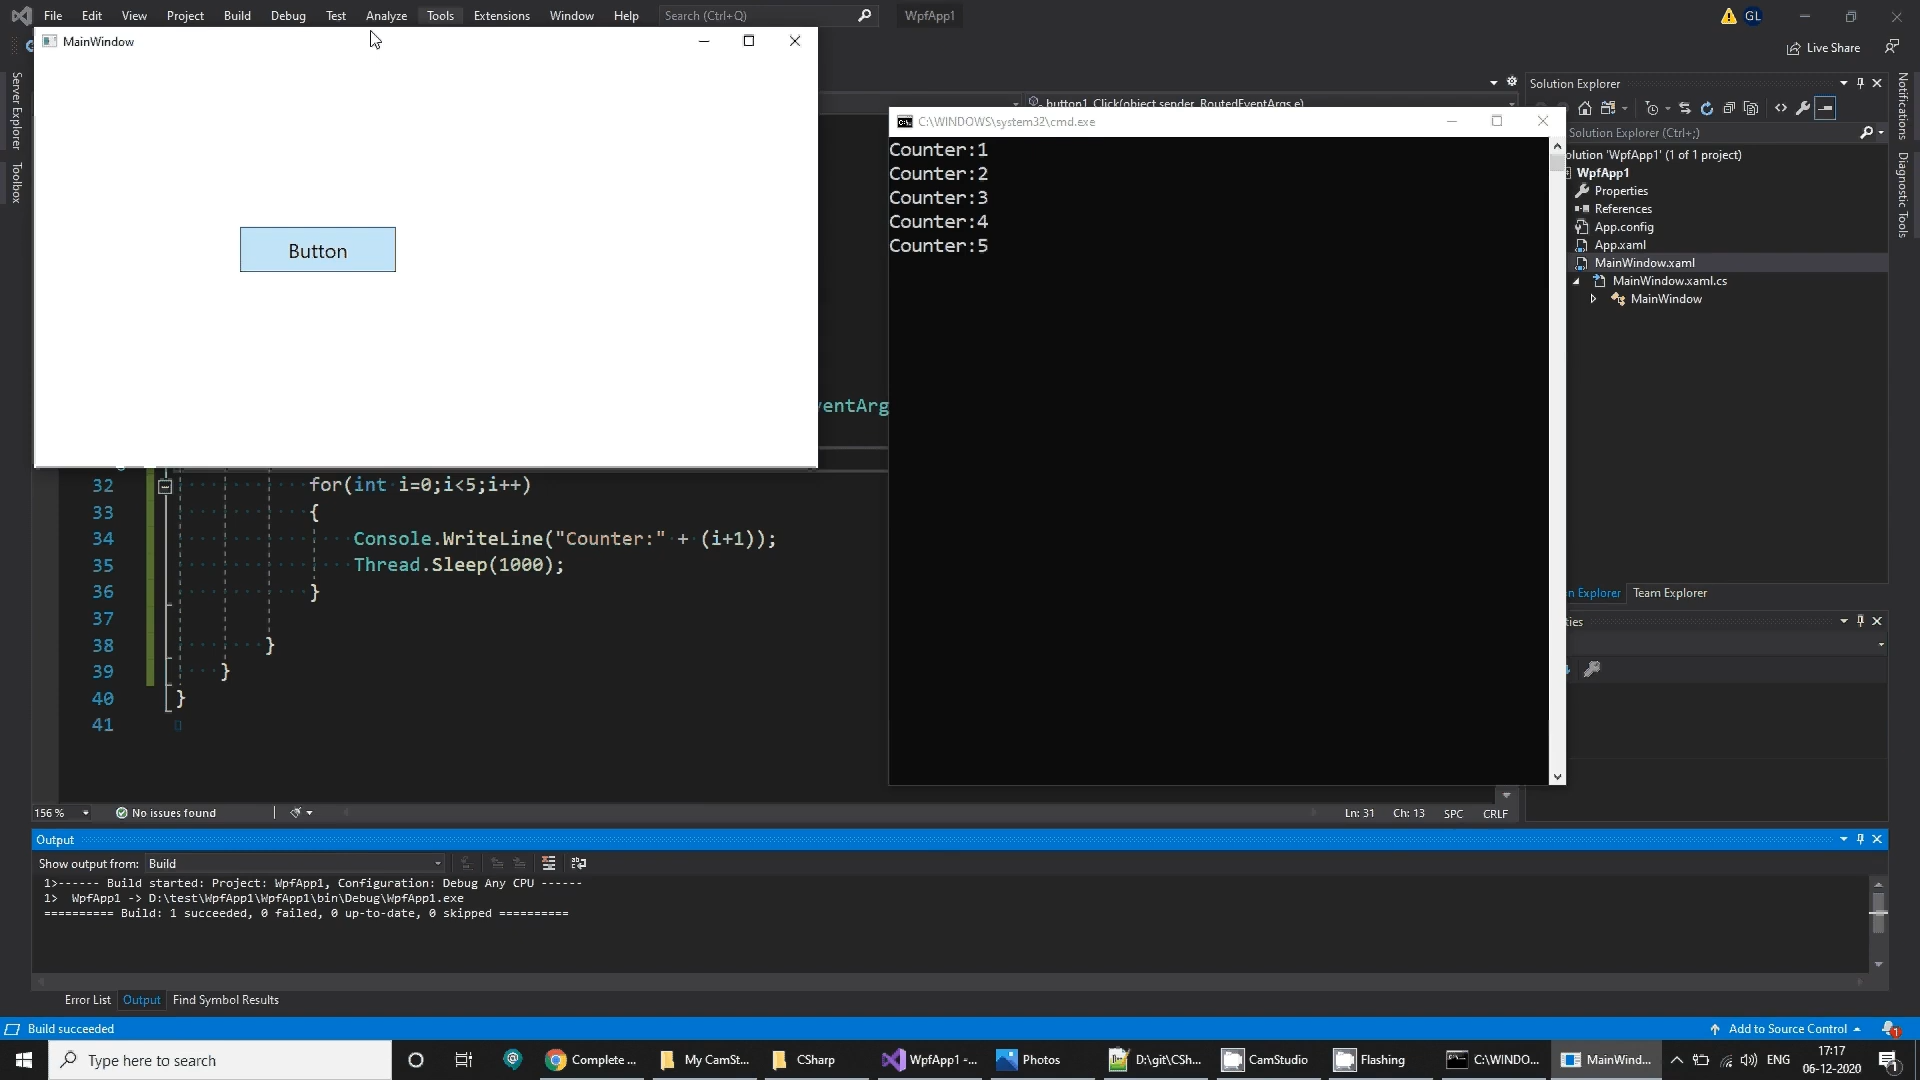 File Edit View Project Build Debug Test Analyze Tools Extensions Window Help Search (Ctrl+Q) WpfApp1 GL
Live Share
MainWindow
Server Explorer
Toolbox
Button
button1_Click(object sender, RoutedEventArgs e)
C:\WINDOWS\system32\cmd.exe
Counter:1
Counter:2
Counter:3
Counter:4
Counter:5
Solution Explorer
Solution Explorer (Ctrl+;)
olution 'WpfApp1' (1 of 1 project)
WpfApp1
Properties
References
App.config
App.xaml
MainWindow.xaml
MainWindow.xaml.cs
MainWindow
Notifications
Diagnostic Tools
n Explorer Team Explorer
ties
ventArg
32 for(int i=0;i<5;i++)
33 {
34 Console.WriteLine("Counter:" + (i+1));
35 Thread.Sleep(1000);
36 }
37
38 }
39 }
40 }
41
156 % No issues found Ln: 31 Ch: 13 SPC CRLF
Output
Show output from: Build
1>------ Build started: Project: WpfApp1, Configuration: Debug Any CPU ------
1> WpfApp1 -> D:\test\WpfApp1\WpfApp1\bin\Debug\WpfApp1.exe
========== Build: 1 succeeded, 0 failed, 0 up-to-date, 0 skipped ==========
Error List Output Find Symbol Results
Build succeeded Add to Source Control 1
Type here to search Complete ... My CamSt... CSharp WpfApp1 -... Photos D:\git\CSh... CamStudio Flashing C:\WINDO... MainWind... ENG 17:17
06-12-2020 1